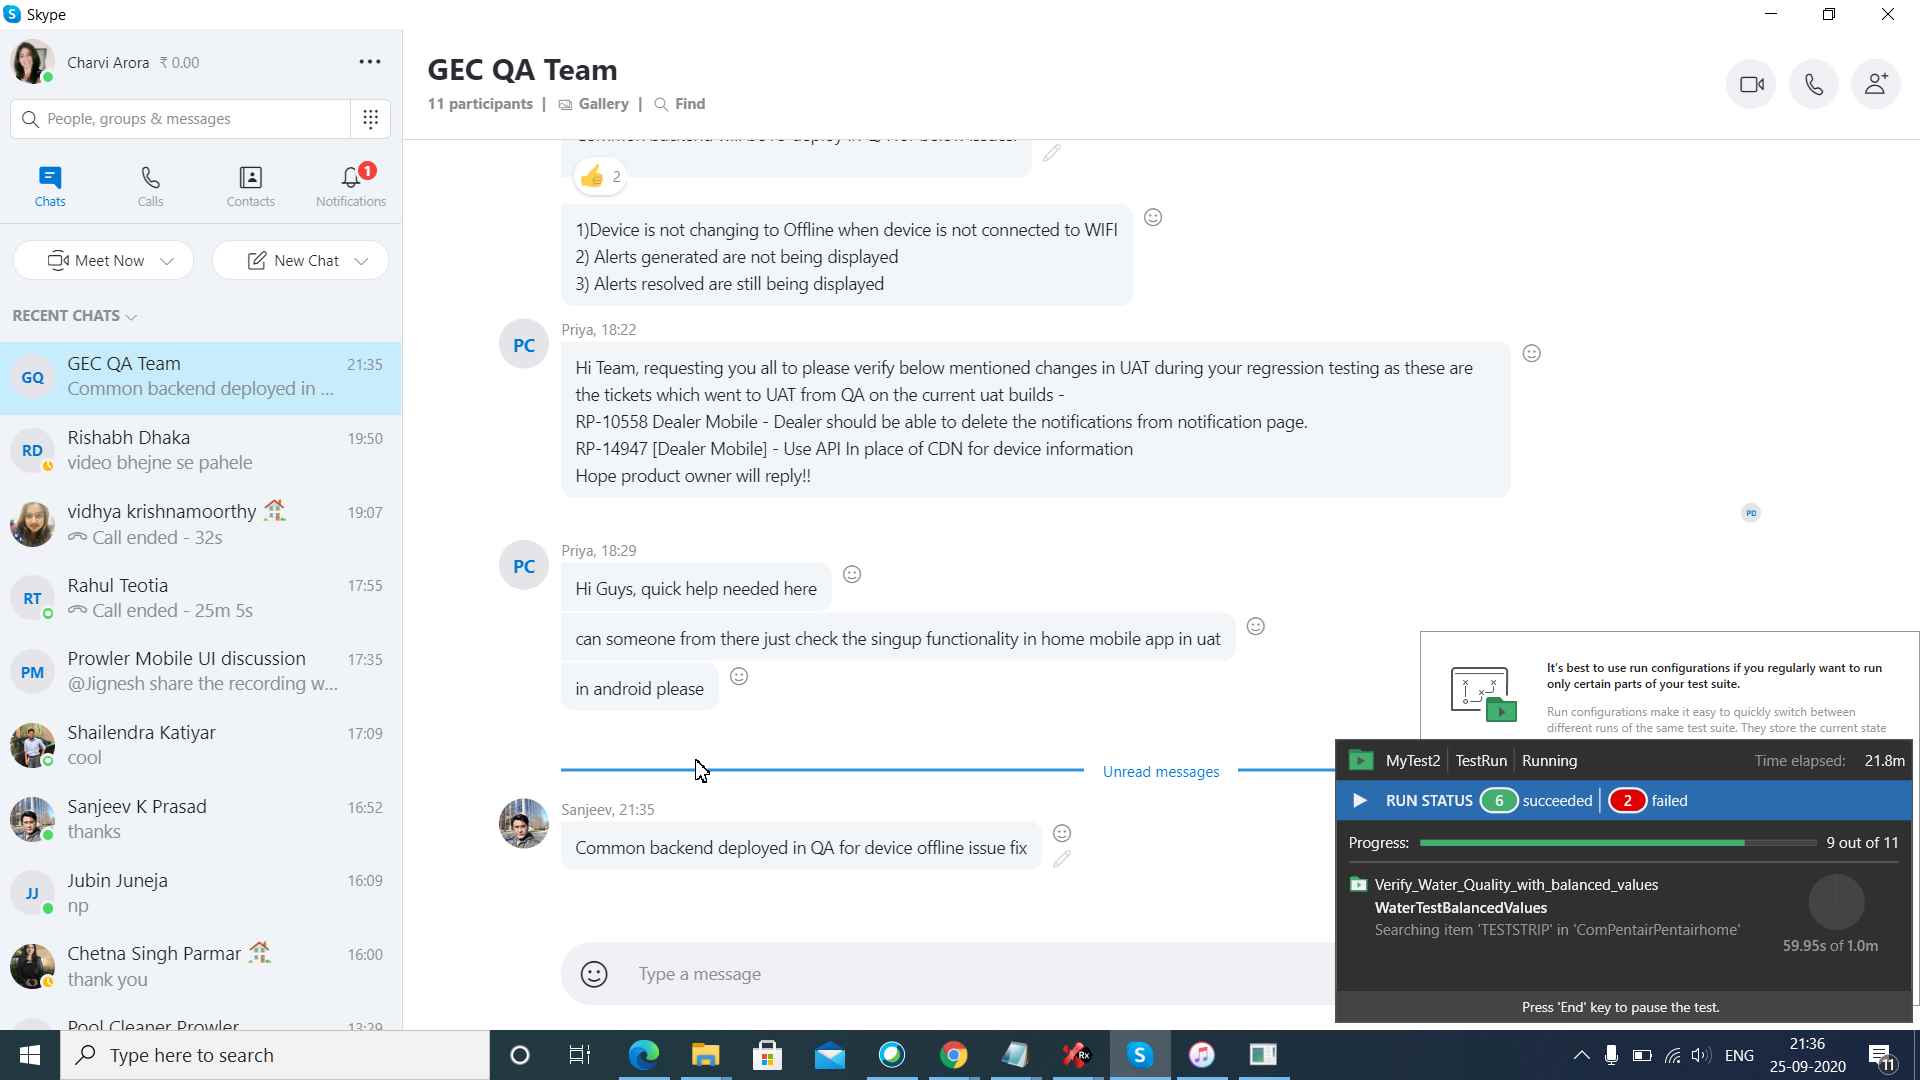 Skype
Charvi Arora ₹ 0.00
People, groups & messages
Chats
Calls
Contacts
1
Notifications
Meet Now
New Chat
RECENT CHATS
GQ
GEC QA Team
21:35
Common backend deployed in ...
RD
Rishabh Dhaka
19:50
video bhejne se pahele
vidhya krishnamoorthy
19:07
Call ended - 32s
RT
Rahul Teotia
17:55
Call ended - 25m 5s
PM
Prowler Mobile UI discussion
17:35
@Jignesh share the recording w...
Shailendra Katiyar
17:09
cool
Sanjeev K Prasad
16:52
thanks
JJ
Jubin Juneja
16:09
np
Chetna Singh Parmar
16:00
thank you
Pool Cleaner Prowler
13:29
GEC QA Team
11 participants | Gallery | Find
2
1)Device is not changing to Offline when device is not connected to WIFI
2) Alerts generated are not being displayed
3) Alerts resolved are still being displayed
PC
Priya, 18:22
Hi Team, requesting you all to please verify below mentioned changes in UAT during your regression testing as these are
the tickets which went to UAT from QA on the current uat builds -
RP-10558 Dealer Mobile - Dealer should be able to delete the notifications from notification page.
RP-14947 [Dealer Mobile] - Use API In place of CDN for device information
Hope product owner will reply!!
PD
PC
Priya, 18:29
Hi Guys, quick help needed here
can someone from there just check the singup functionality in home mobile app in uat
in android please
Unread messages
Sanjeev, 21:35
Common backend deployed in QA for device offline issue fix
Type a message
It's best to use run configurations if you regularly want to run
only certain parts of your test suite.
Run configurations make it easy to quickly switch between
different runs of the same test suite. They store the current state
MyTest2 | TestRun | Running
Time elapsed: 21.8m
RUN STATUS 6 succeeded | 2 failed
Progress: 9 out of 11
Verify_Water_Quality_with_balanced_values
WaterTestBalancedValues
Searching item 'TESTSTRIP' in 'ComPentairPentairhome'
59.95s of 1.0m
Press 'End' key to pause the test.
Type here to search
Rx
ENG
21:36
25-09-2020
11